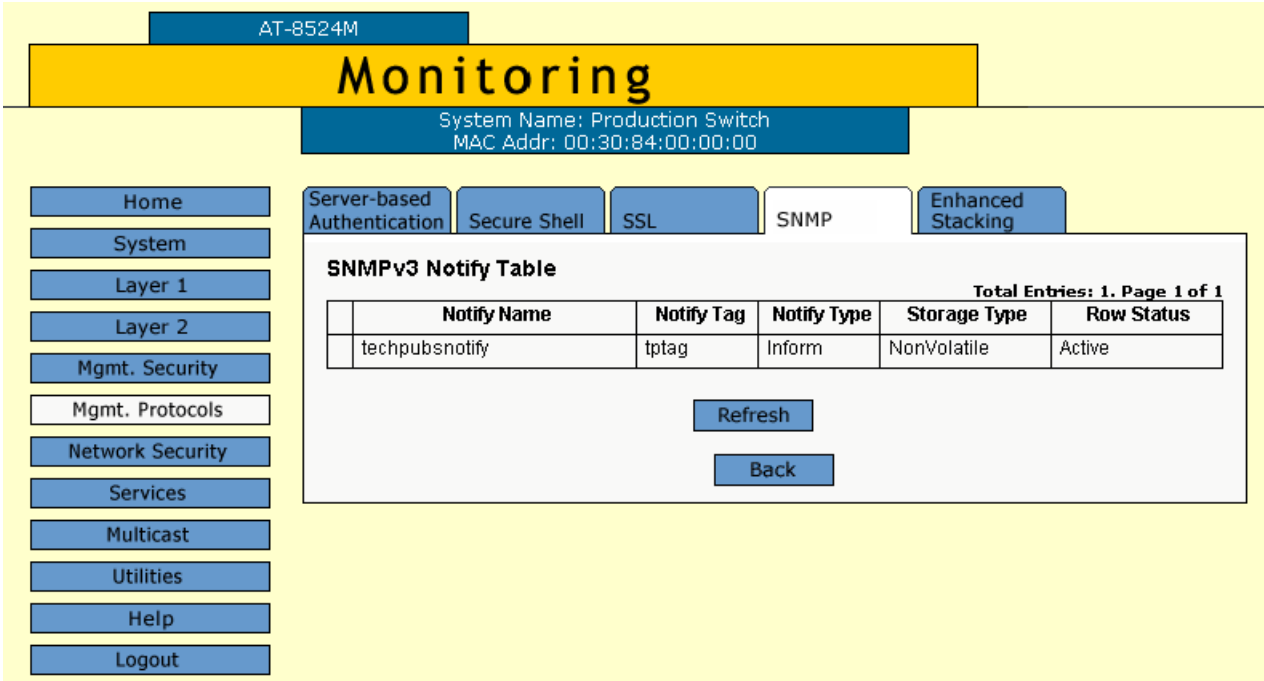 AT-8524M
Monitoring
System Name: Production Switch
MAC Addr: 00:30:84:00:00:00
Home
System
Layer 1
Layer 2
Mgmt. Security
Mgmt. Protocols
Network Security
Services
Multicast
Utilities
Help
Logout
Server-based
Authentication
Secure Shell
SSL
SNMP
Enhanced
Stacking
SNMPv3 Notify Table
Total Entries: 1. Page 1 of 1
Notify Name Notify Tag Notify Type Storage Type Row Status
techpubsnotify tptag Inform NonVolatile Active
Refresh
Back